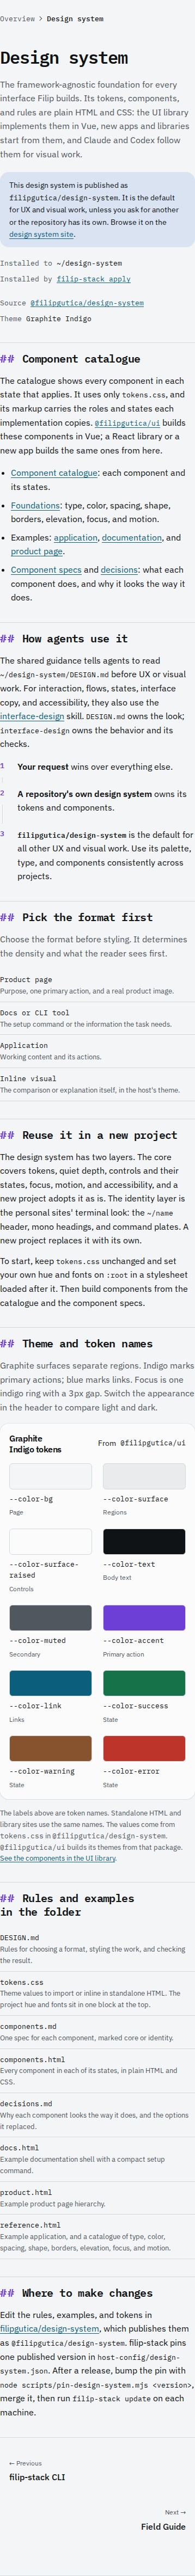 Overview > Design system
Design system
The framework-agnostic foundation for every
interface Filip builds. Its tokens, components,
and rules are plain HTML and CSS: the UI library
implements them in Vue, new apps and libraries
start from them, and Claude and Codex follow
them for visual work.
This design system is published as
filipgutica/design-system. It is the default
for UX and visual work, unless you ask for another
or the repository has its own. Browse it on the
design system site.
Installed to ~/design-system
Installed by filip-stack apply
Source @filipgutica/design-system
Theme Graphite Indigo
## Component catalogue
The catalogue shows every component in each
state that applies. It uses only tokens.css, and
its markup carries the roles and states each
implementation copies. @filipgutica/ui builds
these components in Vue; a React library or a
new app builds the same ones from here.
• Component catalogue: each component and
its states.
• Foundations: type, color, spacing, shape,
borders, elevation, focus, and motion.
• Examples: application, documentation, and
product page.
• Component specs and decisions: what each
component does, and why it looks the way it
does.
## How agents use it
The shared guidance tells agents to read
~/design-system/DESIGN.md before UX or visual
work. For interaction, flows, states, interface
copy, and accessibility, they also use the
interface-design skill. DESIGN.md owns the look;
interface-design owns the behavior and its
checks.
1 Your request wins over everything else.
2 A repository's own design system owns its
tokens and components.
3 filipgutica/design-system is the default for
all other UX and visual work. Use its palette,
type, and components consistently across
projects.
## Pick the format first
Choose the format before styling. It determines
the density and what the reader sees first.
Product page
Purpose, one primary action, and a real product image.
Docs or CLI tool
The setup command or the information the task needs.
Application
Working content and its actions.
Inline visual
The comparison or explanation itself, in the host's theme.
## Reuse it in a new project
The design system has two layers. The core
covers tokens, quiet depth, controls and their
states, focus, motion, and accessibility, and a
new project adopts it as is. The identity layer is
the personal sites' terminal look: the ~/name
header, mono headings, and command plates. A
new project replaces it with its own.
To start, keep tokens.css unchanged and set
your own hue and fonts on :root in a stylesheet
loaded after it. Then build components from the
catalogue and the component specs.
## Theme and token names
Graphite surfaces separate regions. Indigo marks
primary actions; blue marks links. Focus is one
indigo ring with a 3px gap. Switch the appearance
in the header to compare light and dark.
Graphite
Indigo tokens
From @filipgutica/ui
--color-bg
Page
--color-surface
Regions
--color-surface-
raised
Controls
--color-text
Body text
--color-muted
Secondary
--color-accent
Primary action
--color-link
Links
--color-success
State
--color-warning
State
--color-error
State
The labels above are token names. Standalone HTML and
library sites use the same names. The values come from
tokens.css in @filipgutica/design-system.
@filipgutica/ui builds its themes from that package.
See the components in the UI library.
## Rules and examples
in the folder
DESIGN.md
Rules for choosing a format, styling the work, and checking
the result.
tokens.css
Theme values to import or inline in standalone HTML. The
project hue and fonts sit in one block at the top.
components.md
One spec for each component, marked core or identity.
components.html
Every component in each of its states, in plain HTML and
CSS.
decisions.md
Why each component looks the way it does, and the options
it replaced.
docs.html
Example documentation shell with a compact setup
command.
product.html
Example product page hierarchy.
reference.html
Example application, and a catalogue of type, color,
spacing, shape, borders, elevation, focus, and motion.
## Where to make changes
Edit the rules, examples, and tokens in
filipgutica/design-system, which publishes them
as @filipgutica/design-system. filip-stack pins
one published version in host-config/design-
system.json. After a release, bump the pin with
node scripts/pin-design-system.mjs <version>,
merge it, then run filip-stack update on each
machine.
← Previous
filip-stack CLI
Next →
Field Guide